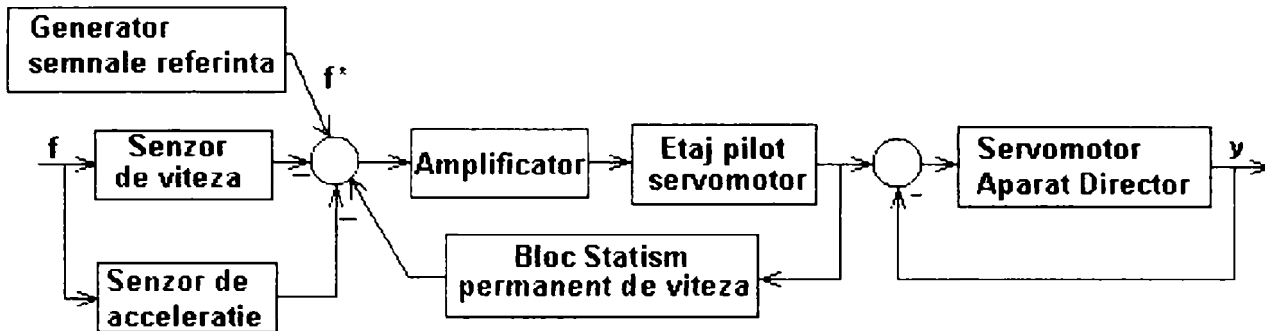 Generator
semnale referinta
f*
f
Senzor
de viteza
Amplificator
Etaj pilot
servomotor
Servomotor
Aparat Director
y
Bloc Statism
permanent de viteza
Senzor de
acceleratie